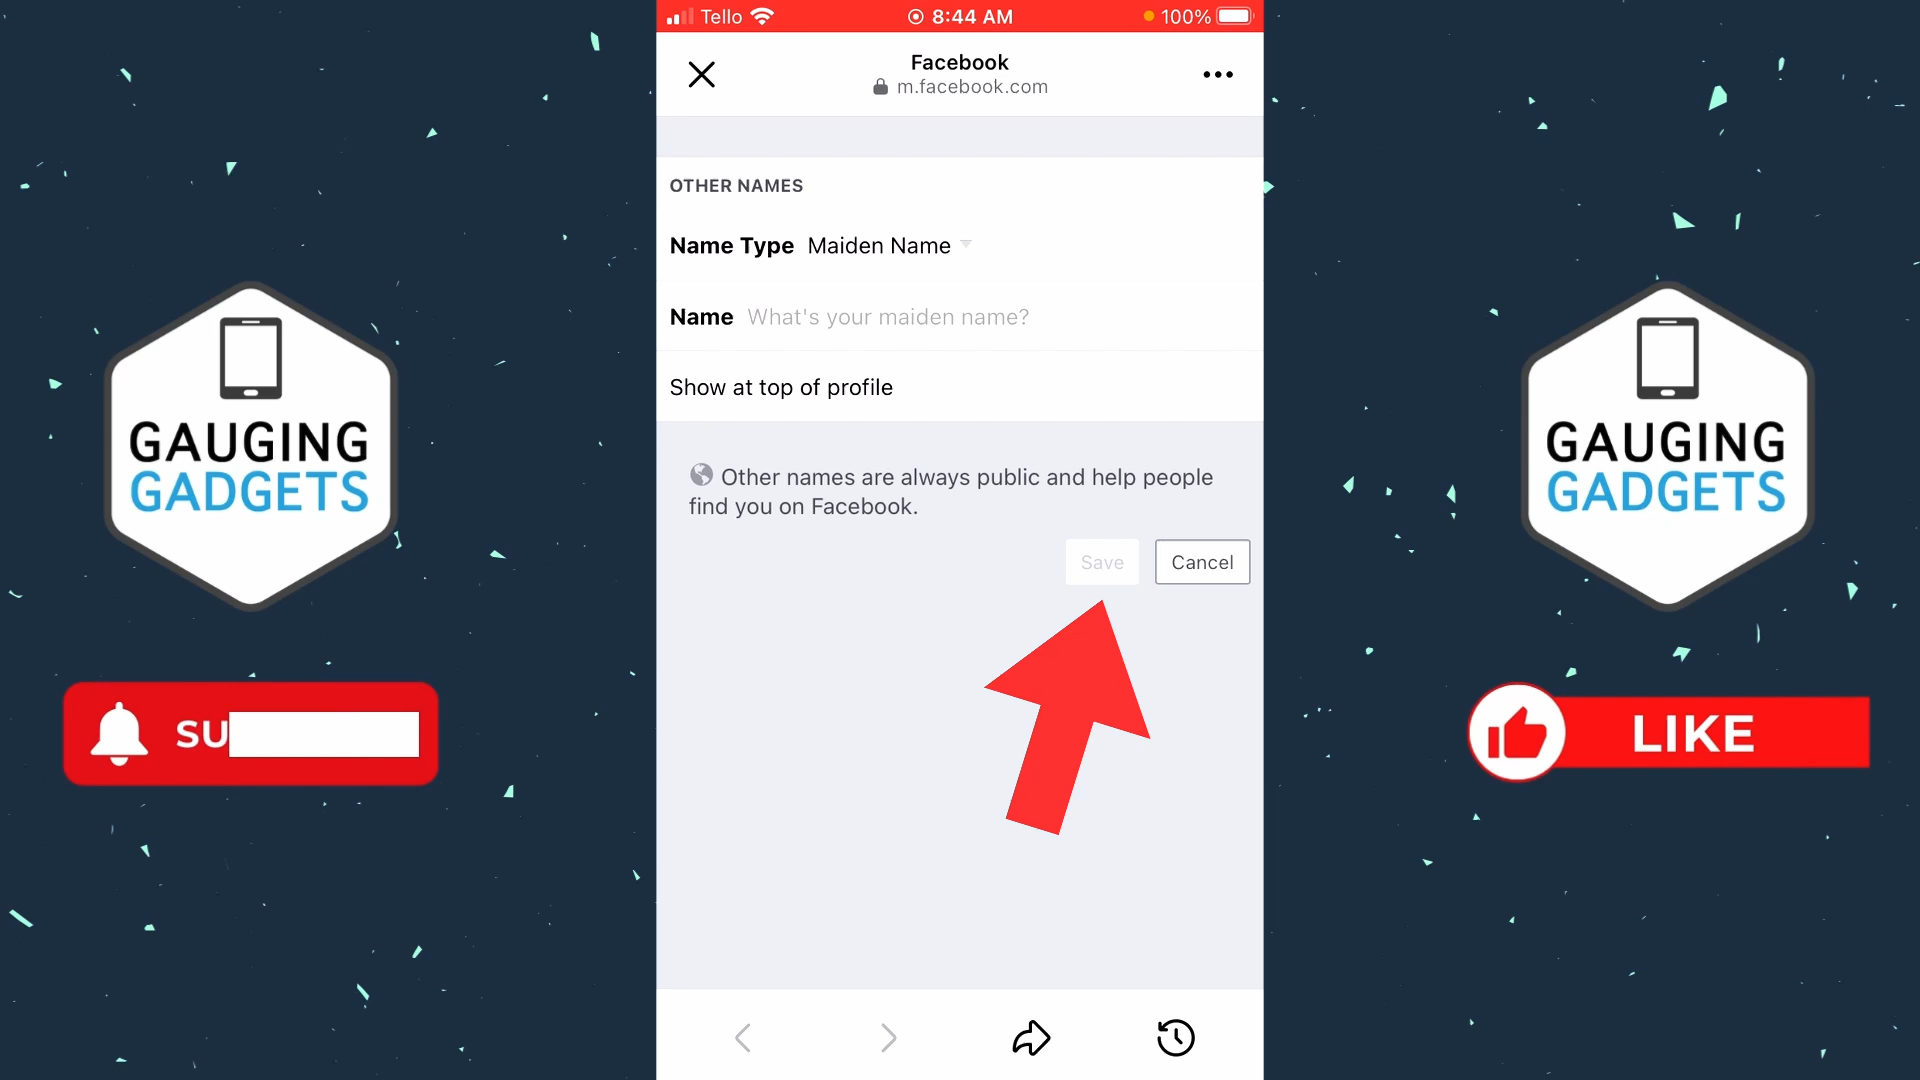 Tello 8:44 AM 100%
Facebook
m.facebook.com
OTHER NAMES
Name Type Maiden Name
Name What's your maiden name?
Show at top of profile
Other names are always public and help people
find you on Facebook.
Save Cancel
GAUGING
GADGETS
SU
GAUGING
GADGETS
LIKE